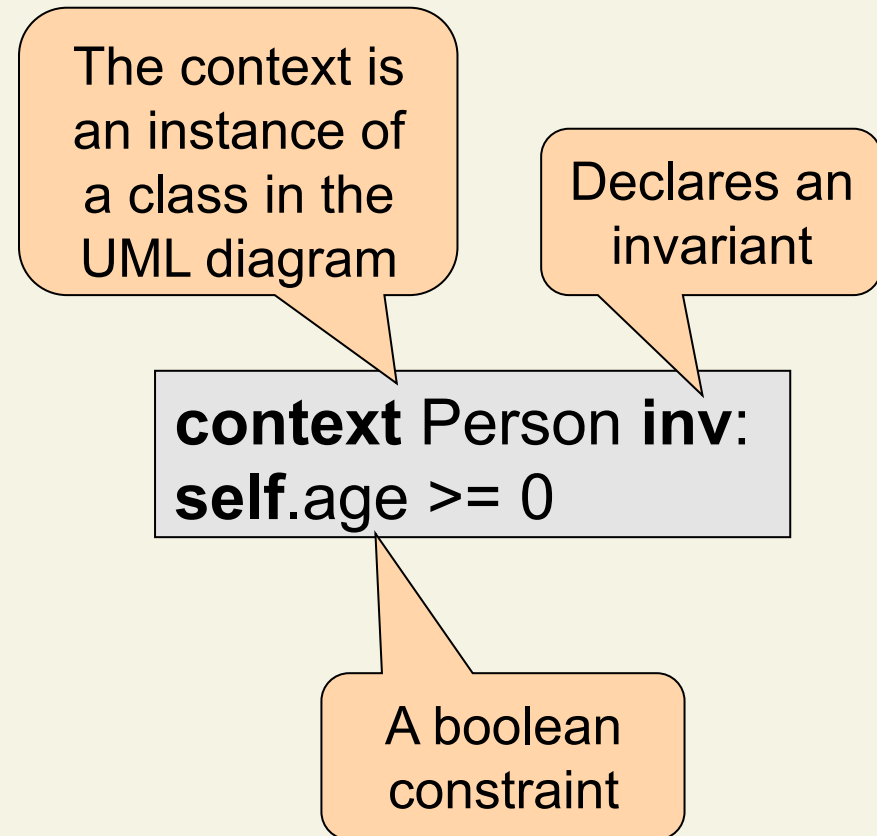 The context is
an instance of
a class in the
UML diagram
Declares an
invariant
context Person inv:
self.age >= 0
A boolean
constraint